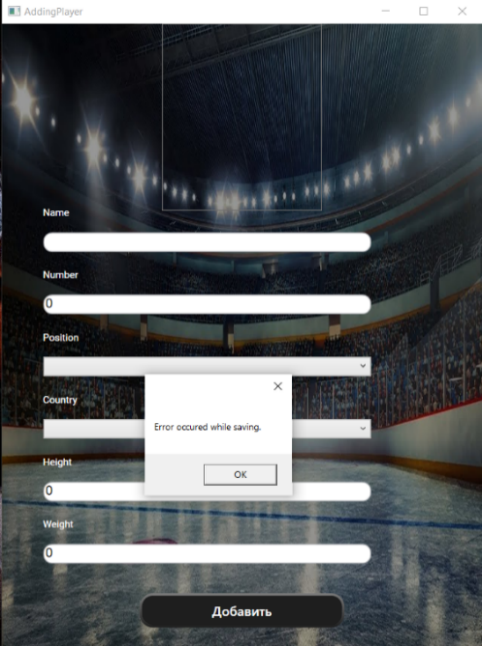 AddingPlayer
Name
Number
0
Position
Country
Error occured while saving.
OK
Height
0
Weight
0
Добавить